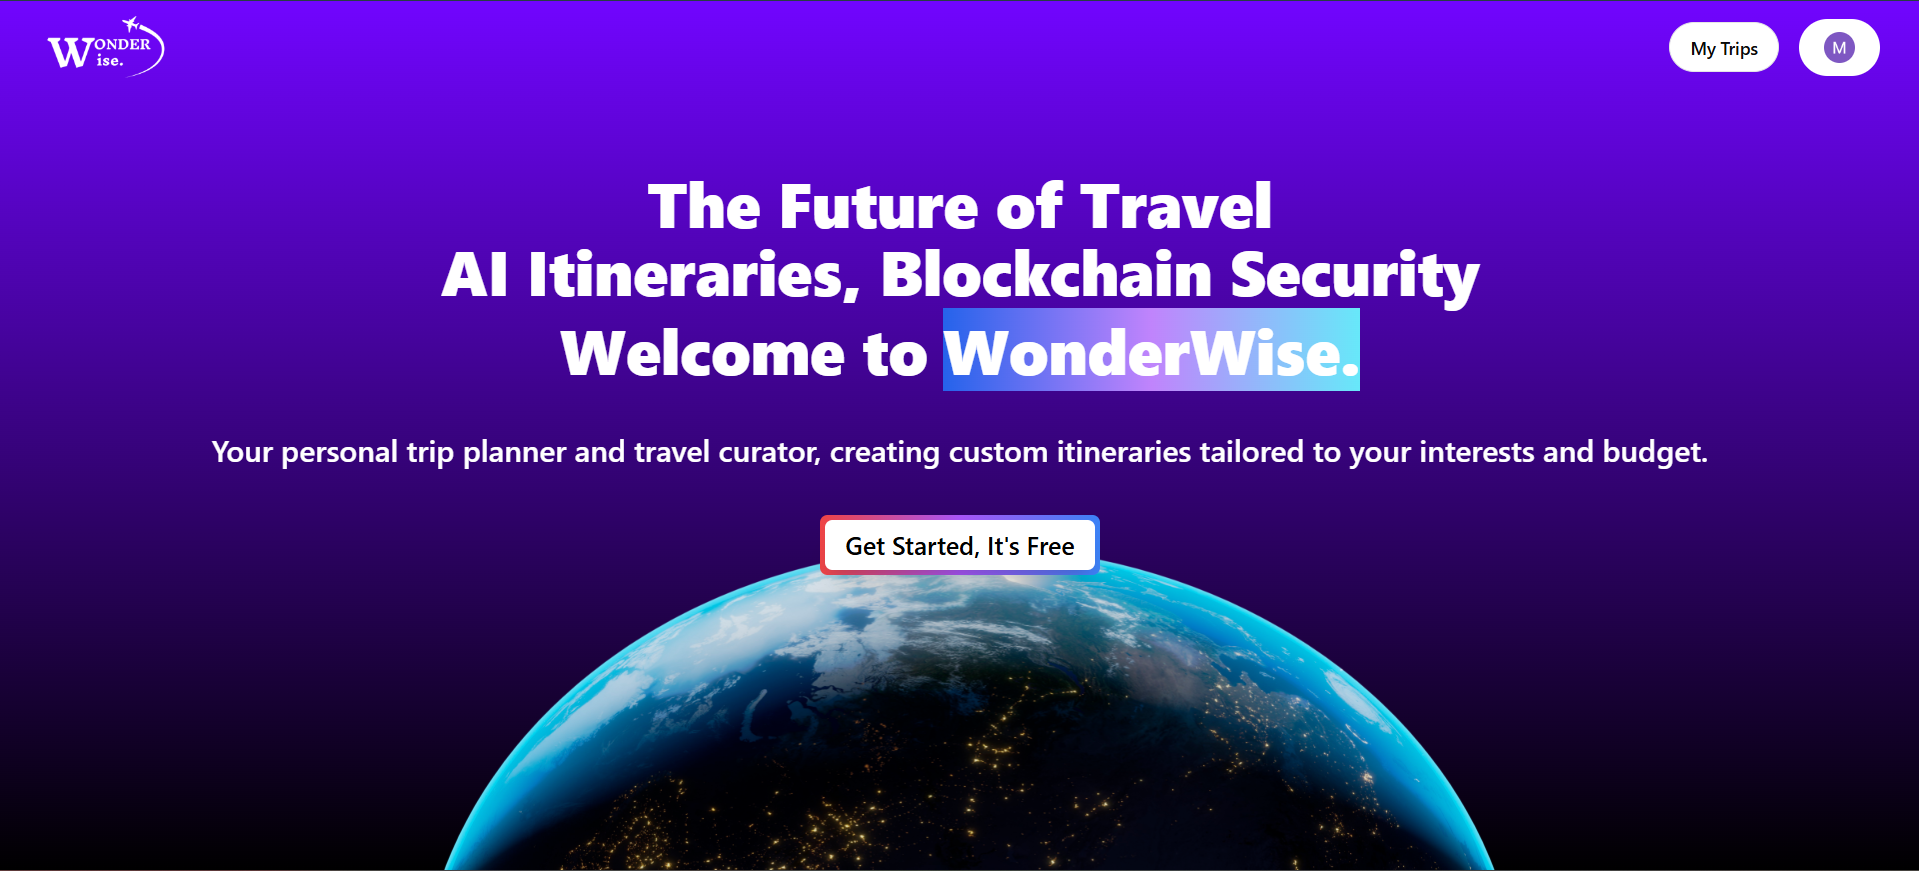 WONDER
ise.
My Trips
M
The Future of Travel
AI Itineraries, Blockchain Security
Welcome to WonderWise.
Your personal trip planner and travel curator, creating custom itineraries tailored to your interests and budget.
Get Started, It's Free